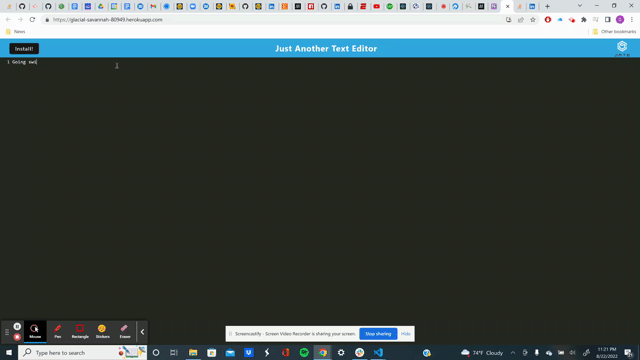 https://glacial-savannah-80949.herokuapp.com
News
Other bookmarks
Install!
Just Another Text Editor
1 Going swi
Screencastify - Screen Video Recorder is sharing your screen.
Stop sharing
Hide
Mouse
Pen
Rectangle
Stickers
Eraser
Type here to search
74°F Cloudy
11:21 PM
8/22/2022